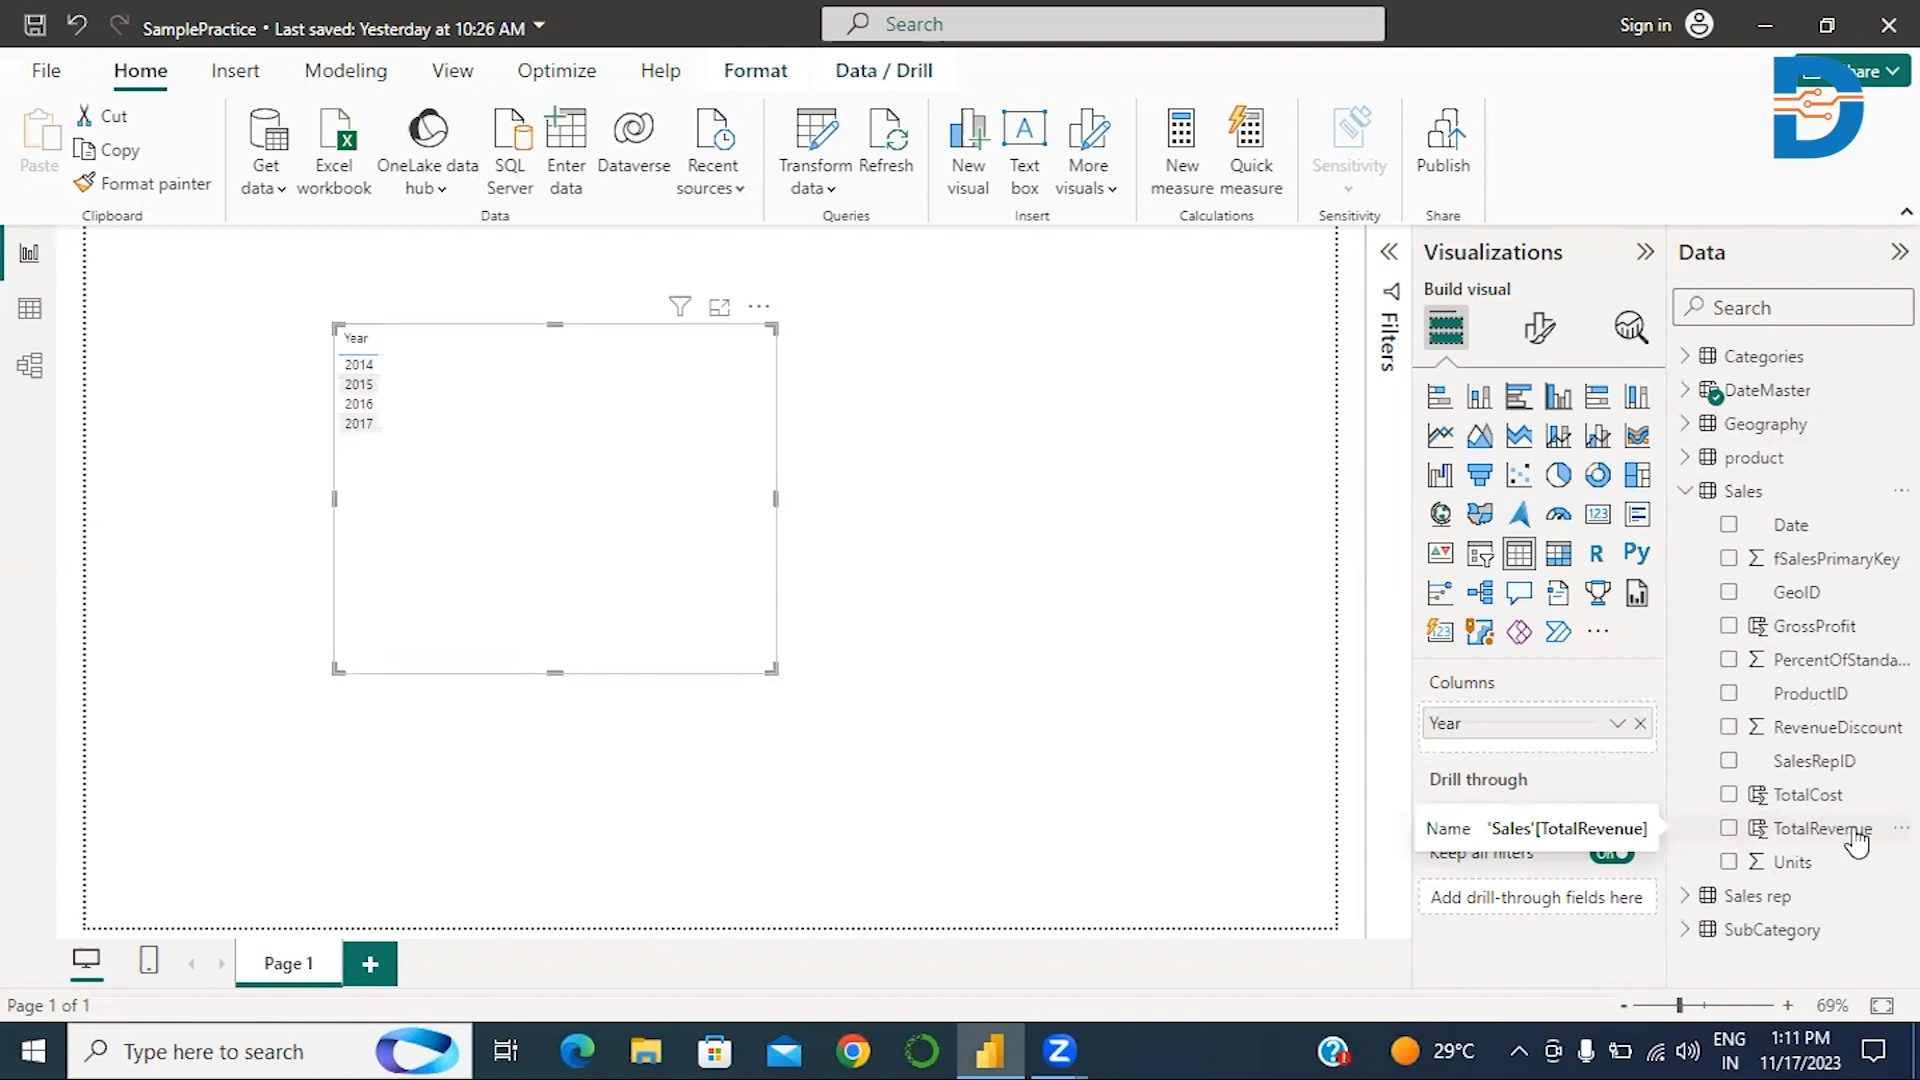 SamplePractice • Last saved: Yesterday at 10:26 AM
Search
Sign in
File
Home
Insert
Modeling
View
Optimize
Help
Format
Data / Drill
Paste
Cut
Copy
Format painter
Clipboard
Get data
Excel workbook
OneLake data hub
SQL Server
Enter data
Dataverse
Recent sources
Data
Transform data
Refresh
Queries
New visual
Text box
More visuals
Insert
New measure
Quick measure
Calculations
Sensitivity
Sensitivity
Publish
Share
Year
2014
2015
2016
2017
Filters
Visualizations
Build visual
123
R
Py
123
Columns
Year
Drill through
Name 'Sales'[TotalRevenue]
Keep all filters
On
Add drill-through fields here
Data
Search
Categories
DateMaster
Geography
product
Sales
Date
fSalesPrimaryKey
GeoID
GrossProfit
PercentOfStanda...
ProductID
RevenueDiscount
SalesRepID
TotalCost
TotalRevenue
Units
Sales rep
SubCategory
Page 1
Page 1 of 1
69%
Type here to search
29°C
ENG
IN
1:11 PM
11/17/2023